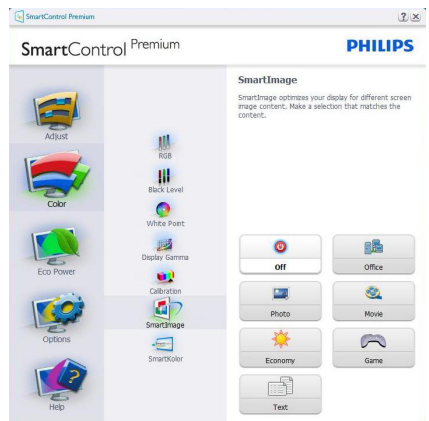 SmartControl Premium
SmartControl Premium
PHILIPS
Adjust
Color
Eco Power
Options
Help
RGB
Black Level
White Point
Display Gamma
Calibration
SmartImage
SmartKolor
SmartImage
SmartImage optimizes your display for different screen
image content. Make a selection that matches the
content.
Off
Office
Photo
Movie
Economy
Game
Text